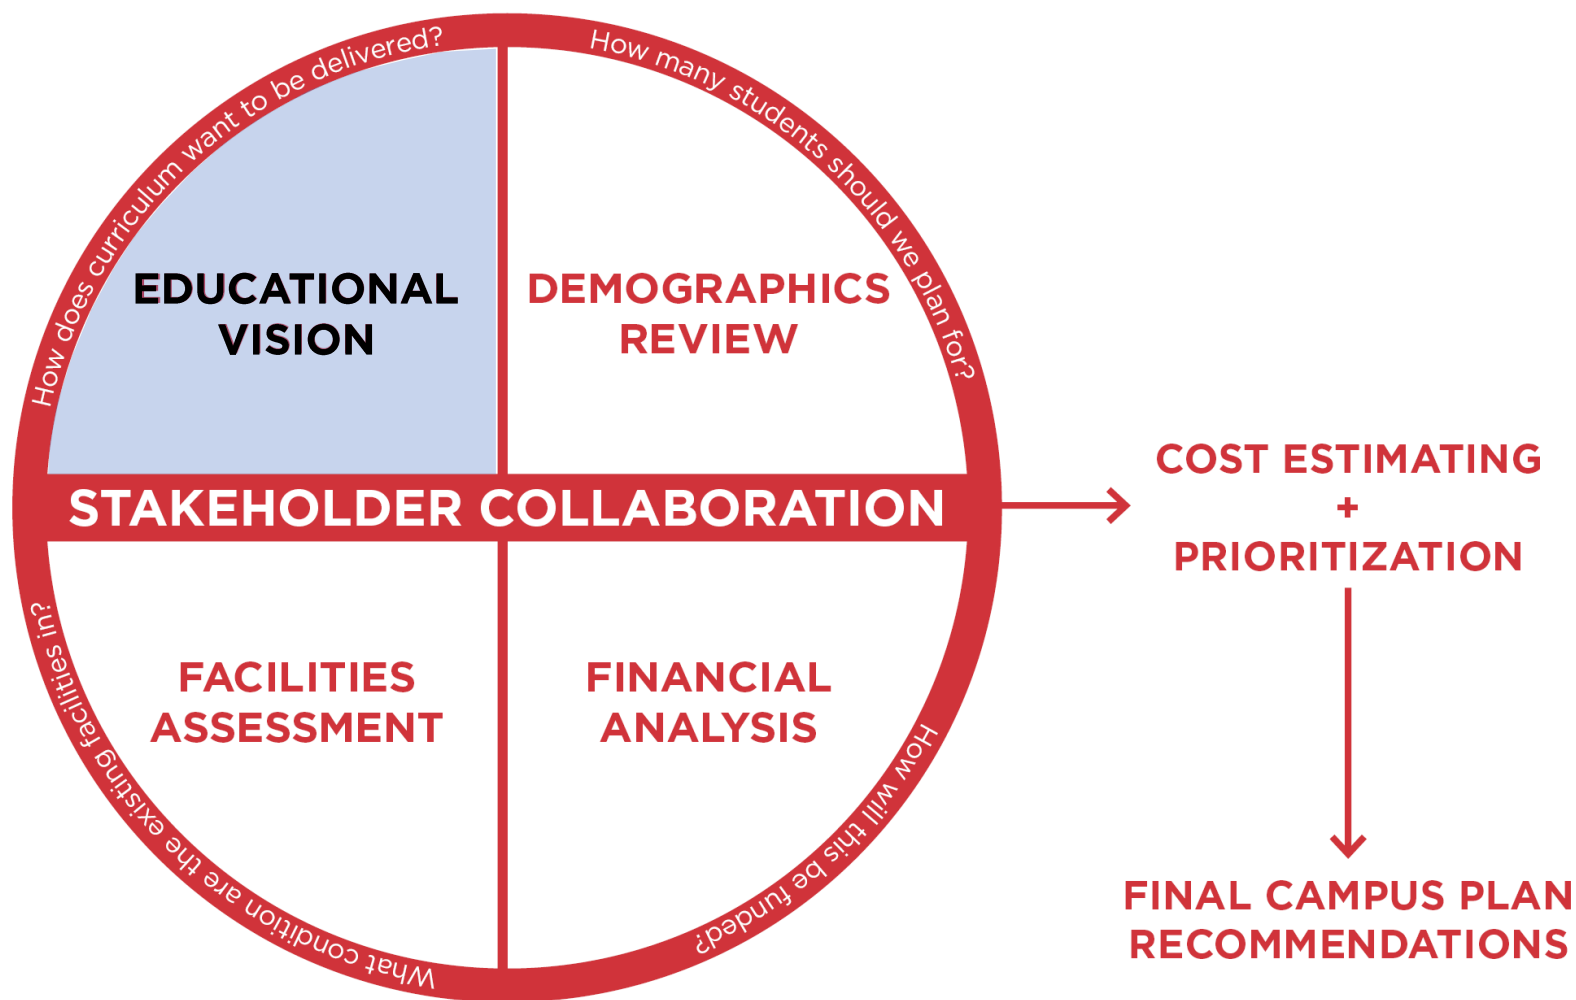 How does curriculum want to be delivered?
How many students should we plan for?
EDUCATIONAL
VISION
DEMOGRAPHICS
REVIEW
STAKEHOLDER COLLABORATION
FACILITIES
ASSESSMENT
FINANCIAL
ANALYSIS
What condition are the existing facilities in?
How will this be funded?
COST ESTIMATING
+
PRIORITIZATION
FINAL CAMPUS PLAN
RECOMMENDATIONS